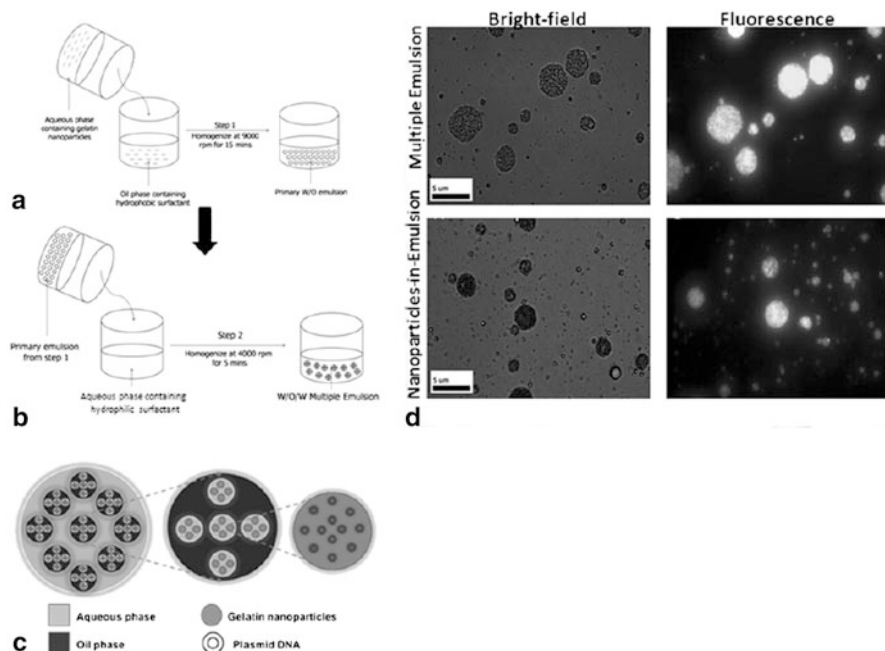 Aqueous phase
containing gelatin
nanoparticles
Step 1
Homogenize at 9000
rpm for 15 mins
Oil phase containing
hydrophobic surfactant
Primary W/O emulsion
a
Primary emulsion
from step 1
Step 2
Homogenize at 4000 rpm
for 5 mins
Aqueous phase containing
hydrophilic surfactant
W/O/W Multiple Emulsion
b
Aqueous phase
Gelatin nanoparticles
Oil phase
Plasmid DNA
c
Bright-field
Fluorescence
Multiple Emulsion
5 um
Nanoparticles-in-Emulsion
5 um
d